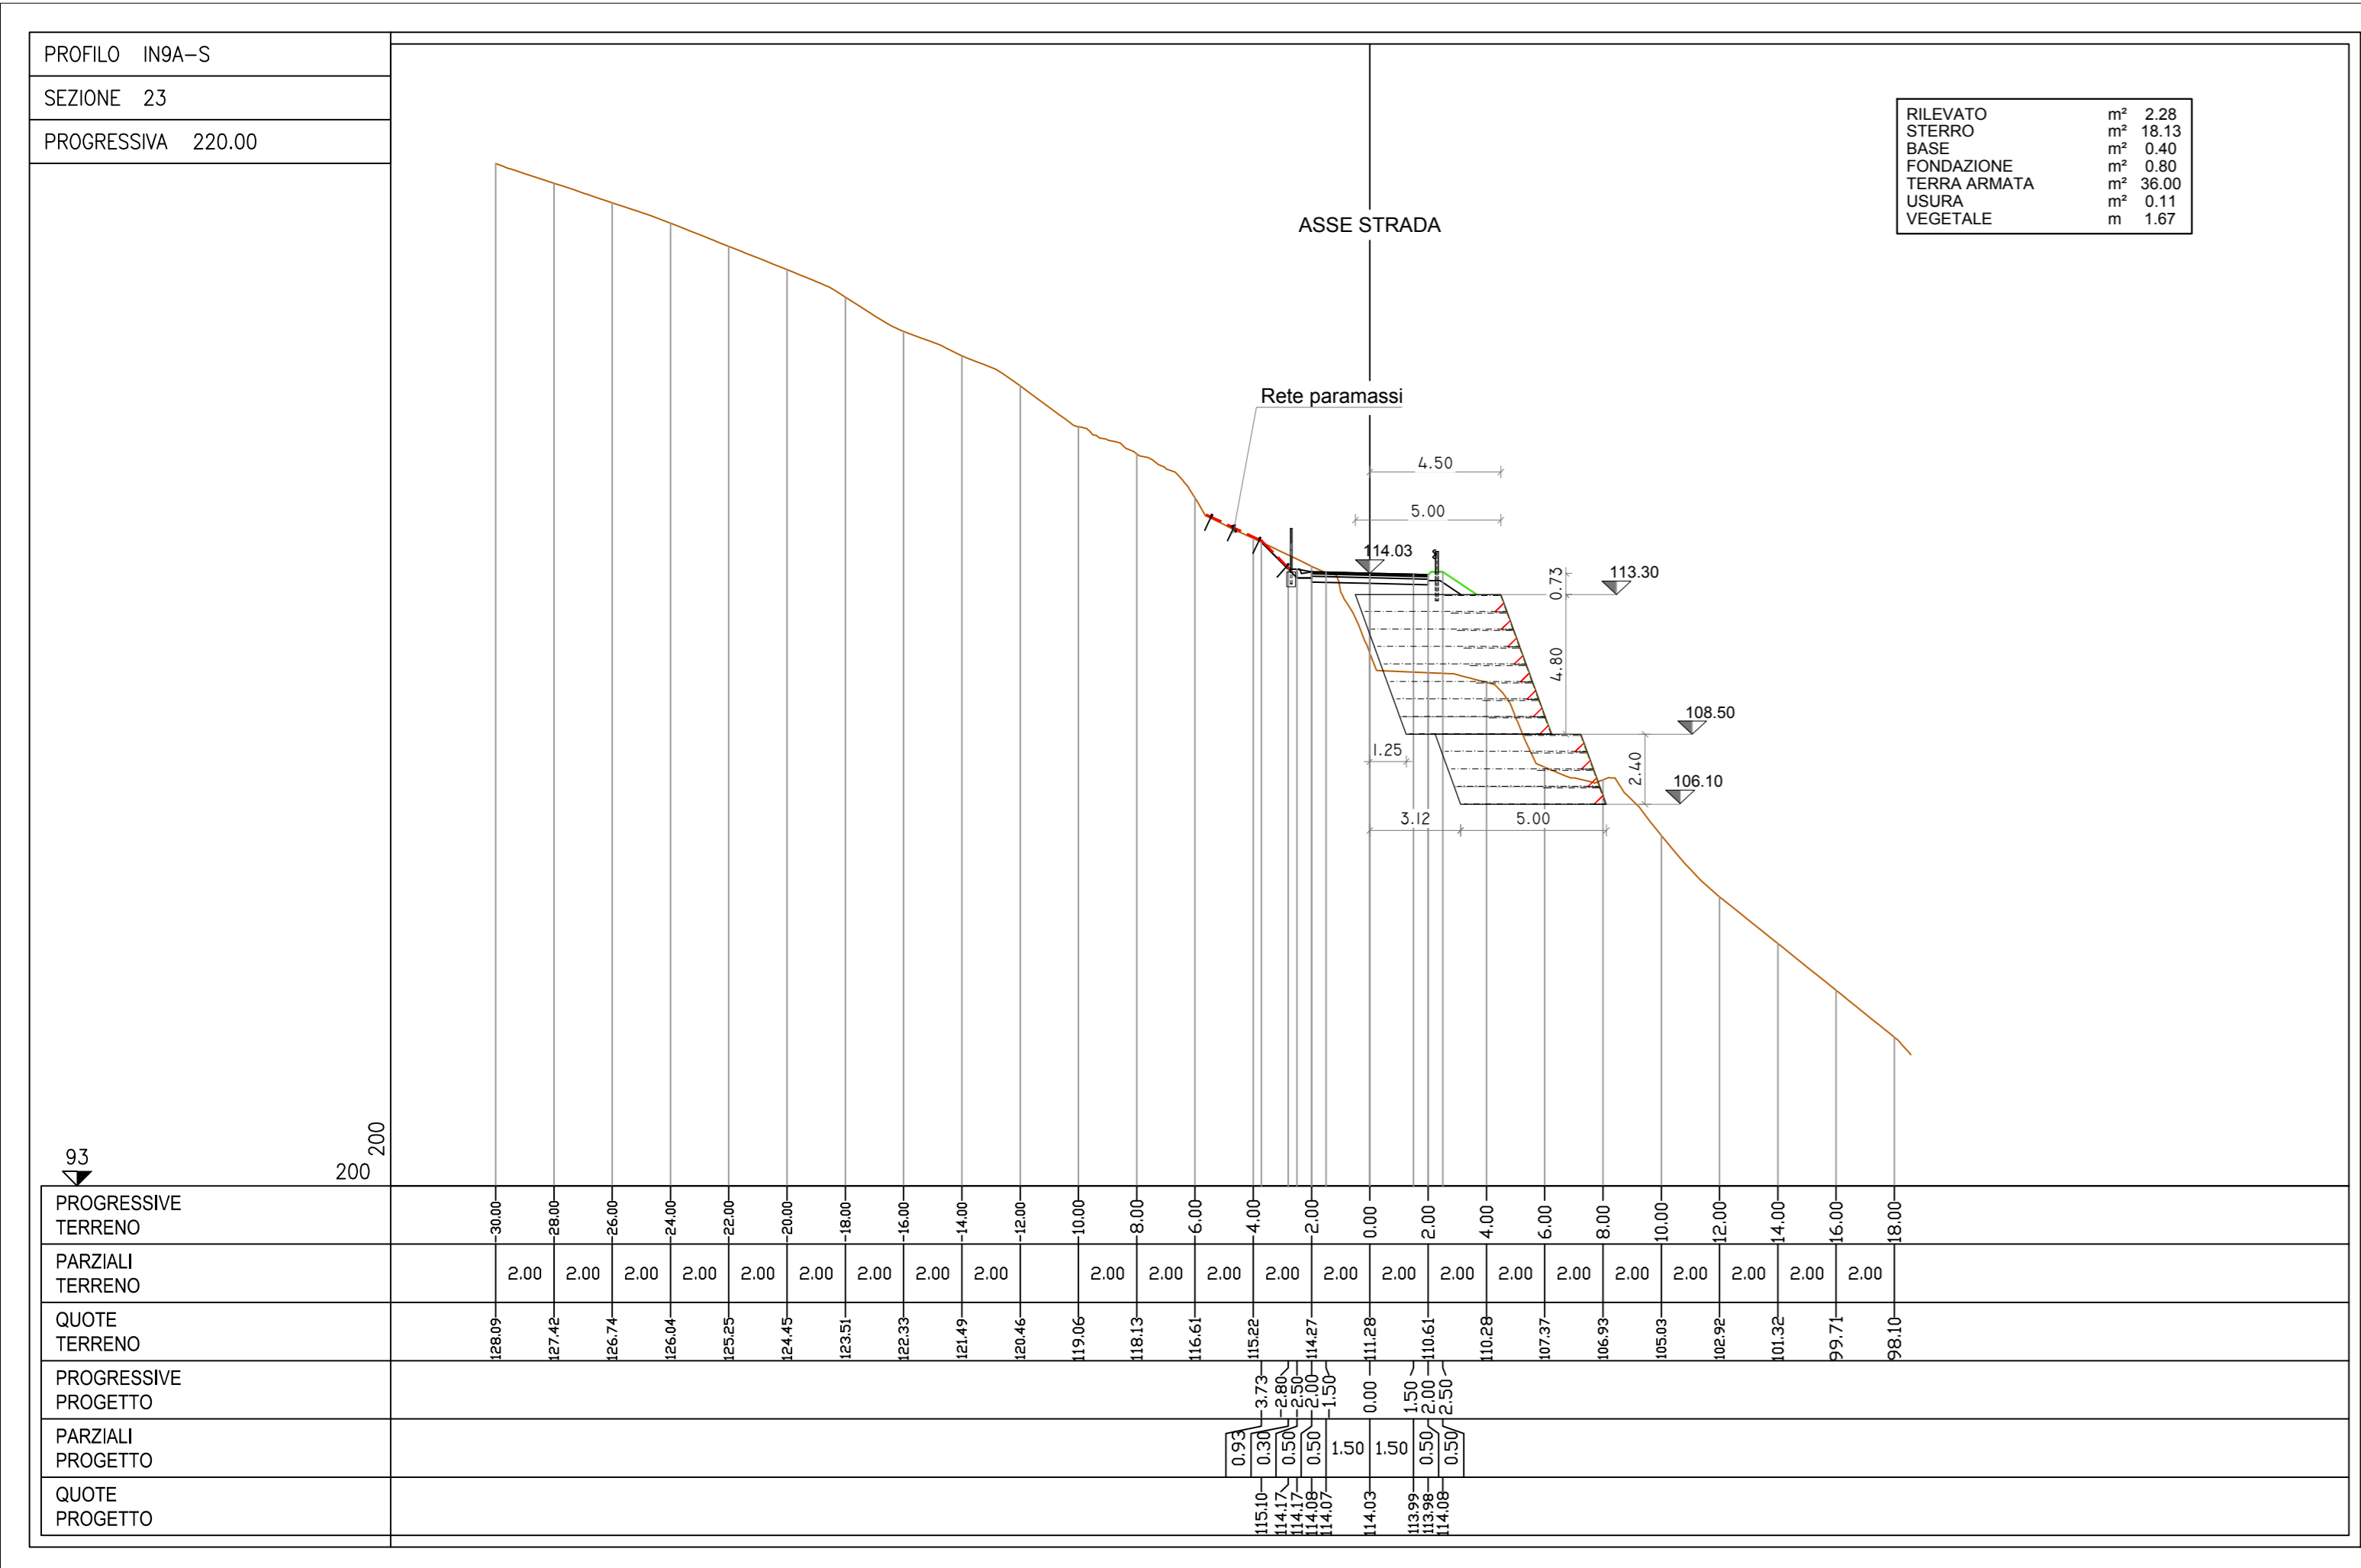 PROFILO IN9A-S
SEZIONE 23
PROGRESSIVA 220.00
RILEVATO m² 2.28
STERRO m² 18.13
BASE m² 0.40
FONDAZIONE m² 0.80
TERRA ARMATA m² 36.00
USURA m² 0.11
VEGETALE m 1.67
ASSE STRADA
Rete paramassi
4.50
5.00
114.03
0.73
113.30
4.80
108.50
1.25
2.40
106.10
3.12 5.00
93
200
200
PROGRESSIVE TERRENO
-30.00 -28.00 -26.00 -24.00 -22.00 -20.00 -18.00 -16.00 -14.00 -12.00 -10.00 -8.00 -6.00 -4.00 -2.00 0.00 2.00 4.00 6.00 8.00 10.00 12.00 14.00 16.00 18.00
PARZIALI TERRENO
2.00 2.00 2.00 2.00 2.00 2.00 2.00 2.00 2.00 2.00 2.00 2.00 2.00 2.00 2.00 2.00 2.00 2.00 2.00 2.00 2.00 2.00 2.00
QUOTE TERRENO
128.09 127.42 126.74 126.04 125.25 124.45 123.51 122.33 121.49 120.46 119.06 118.13 116.61 115.22 114.27 111.28 110.61 110.28 107.37 106.93 105.03 102.92 101.32 99.71 98.10
PROGRESSIVE PROGETTO
-3.73 -2.80 -2.50 -2.00 -1.50 0.00 1.50 2.00 2.50
PARZIALI PROGETTO
0.93 0.30 0.50 0.50 1.50 1.50 0.50 0.50
QUOTE PROGETTO
115.10 114.17 114.17 114.08 114.07 114.03 113.99 113.98 114.08